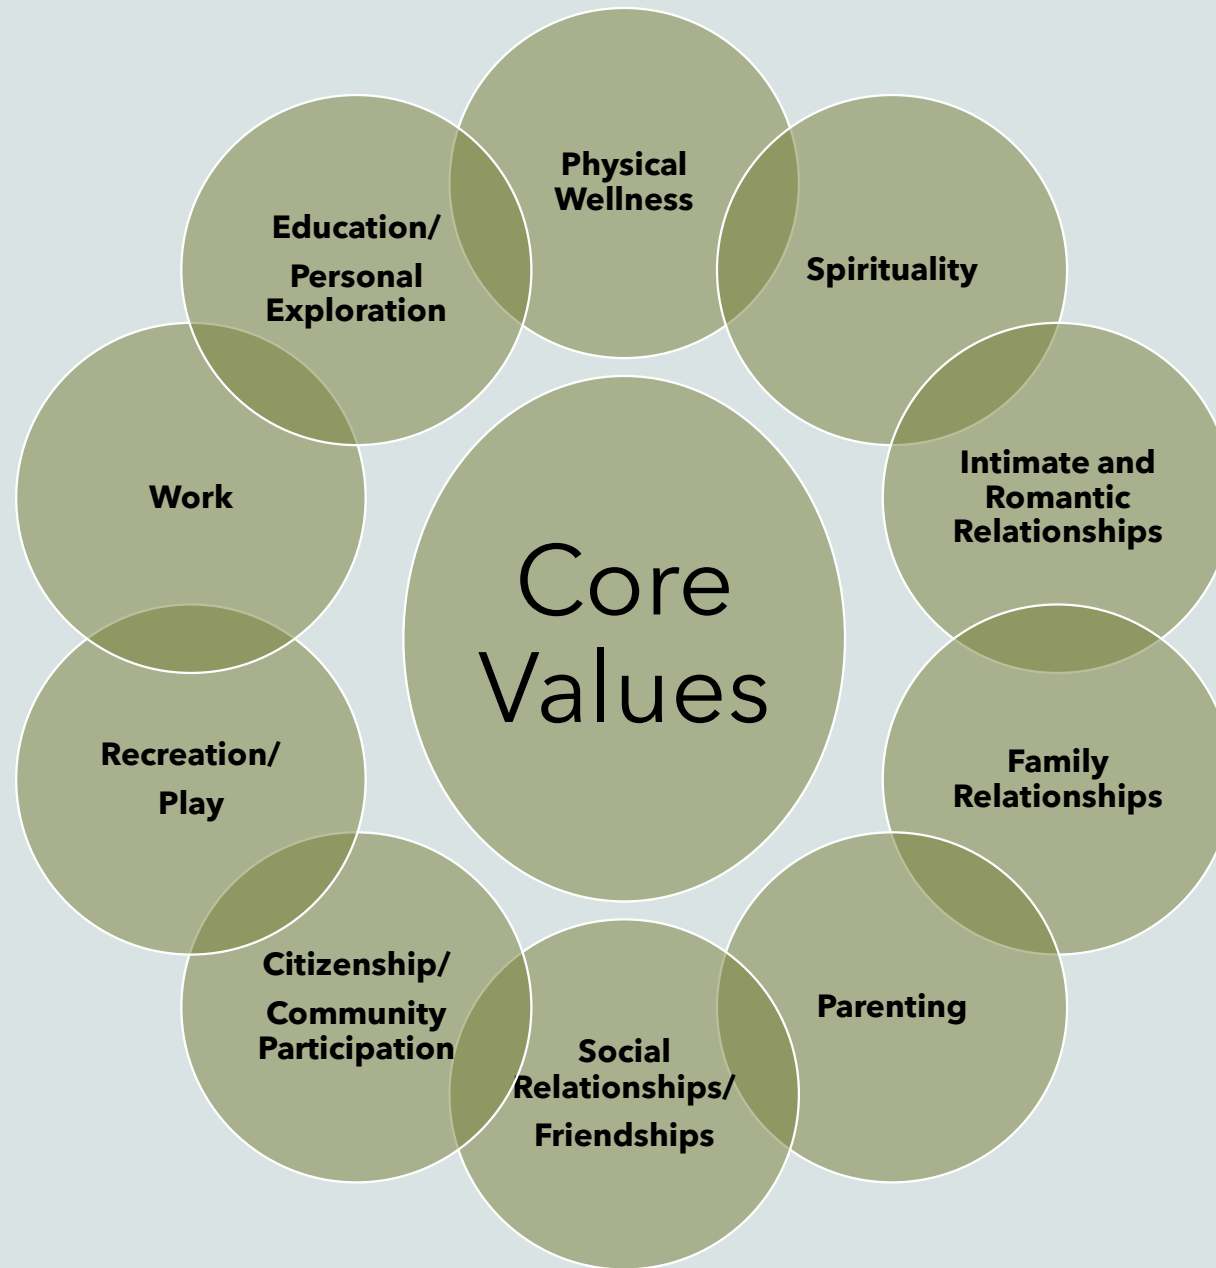 Physical
Wellness
Spirituality
Intimate and
Romantic
Relationships
Family
Relationships
Parenting
Social
Relationships/
Friendships
Citizenship/
Community
Participation
Recreation/
Play
Work
Education/
Personal
Exploration
Core
Values